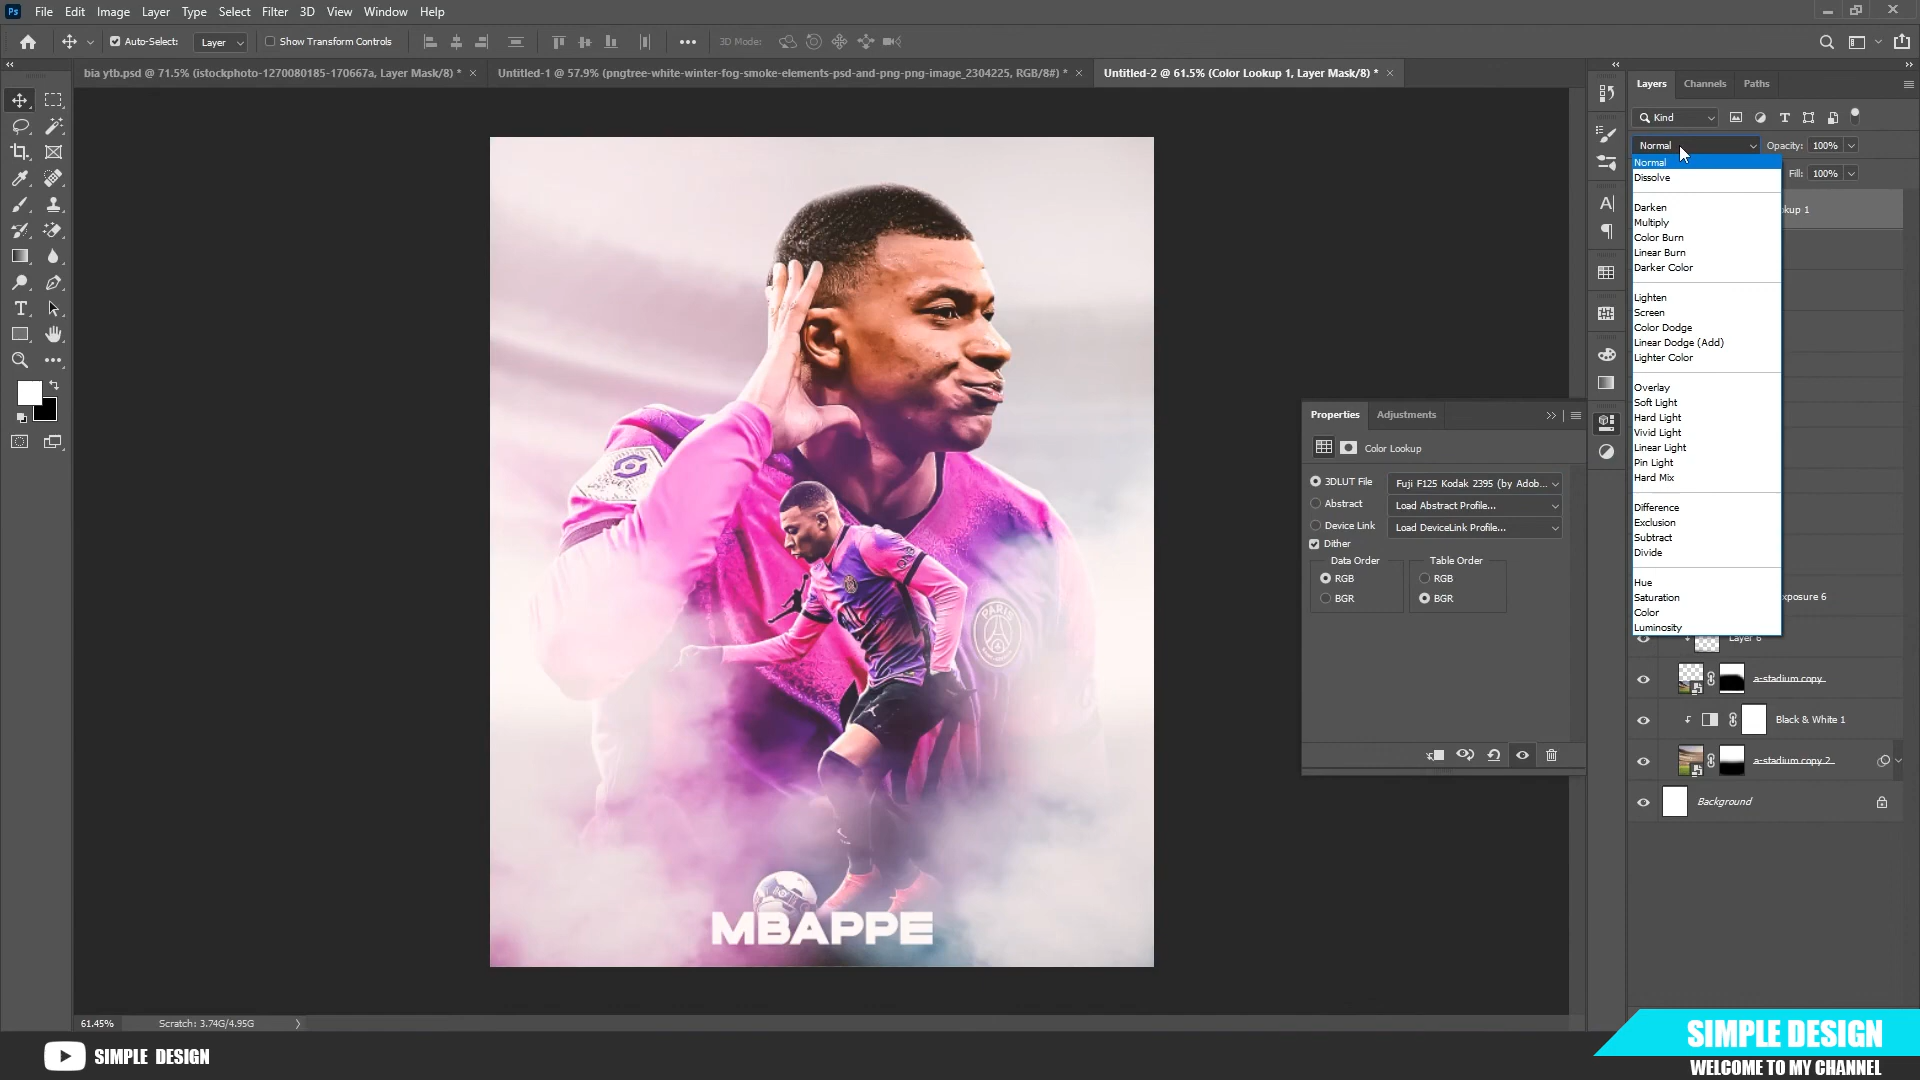 Ps File Edit Image Layer Type Select Filter 3D View Window Help
Auto-Select: Layer Show Transform Controls 3D Mode:
bia ytb.psd @ 71.5% (istockphoto-1270080185-170667a, Layer Mask/8) * × Untitled-1 @ 57.9% (pngtree-white-winter-fog-smoke-elements-psd-and-png-png-image_2304225, RGB/8#) * × Untitled-2 @ 61.5% (Color Lookup 1, Layer Mask/8) * ×
Layers Channels Paths
Kind
Normal Opacity: 100%
Normal
Fill: 100%
Dissolve
Darken
kup 1
Multiply
Color Burn
Linear Burn
Darker Color
Lighten
Screen
Color Dodge
Linear Dodge (Add)
Lighter Color
Overlay
Soft Light
Hard Light
Vivid Light
Linear Light
Pin Light
Hard Mix
Difference
Exclusion
Subtract
Divide
Hue
Saturation
xposure 6
Color
Luminosity
Layer 6
a-stadium copy
Black & White 1
a-stadium copy 2
Background
Properties Adjustments
Color Lookup
3DLUT File Fuji F125 Kodak 2395 (by Adob...
Abstract Load Abstract Profile...
Device Link Load DeviceLink Profile...
Dither
Data Order Table Order
RGB RGB
BGR BGR
PARIS
MBAPPE
61.45% Scratch: 3.74G/4.95G
SIMPLE DESIGN
SIMPLE DESIGN
WELCOME TO MY CHANNEL